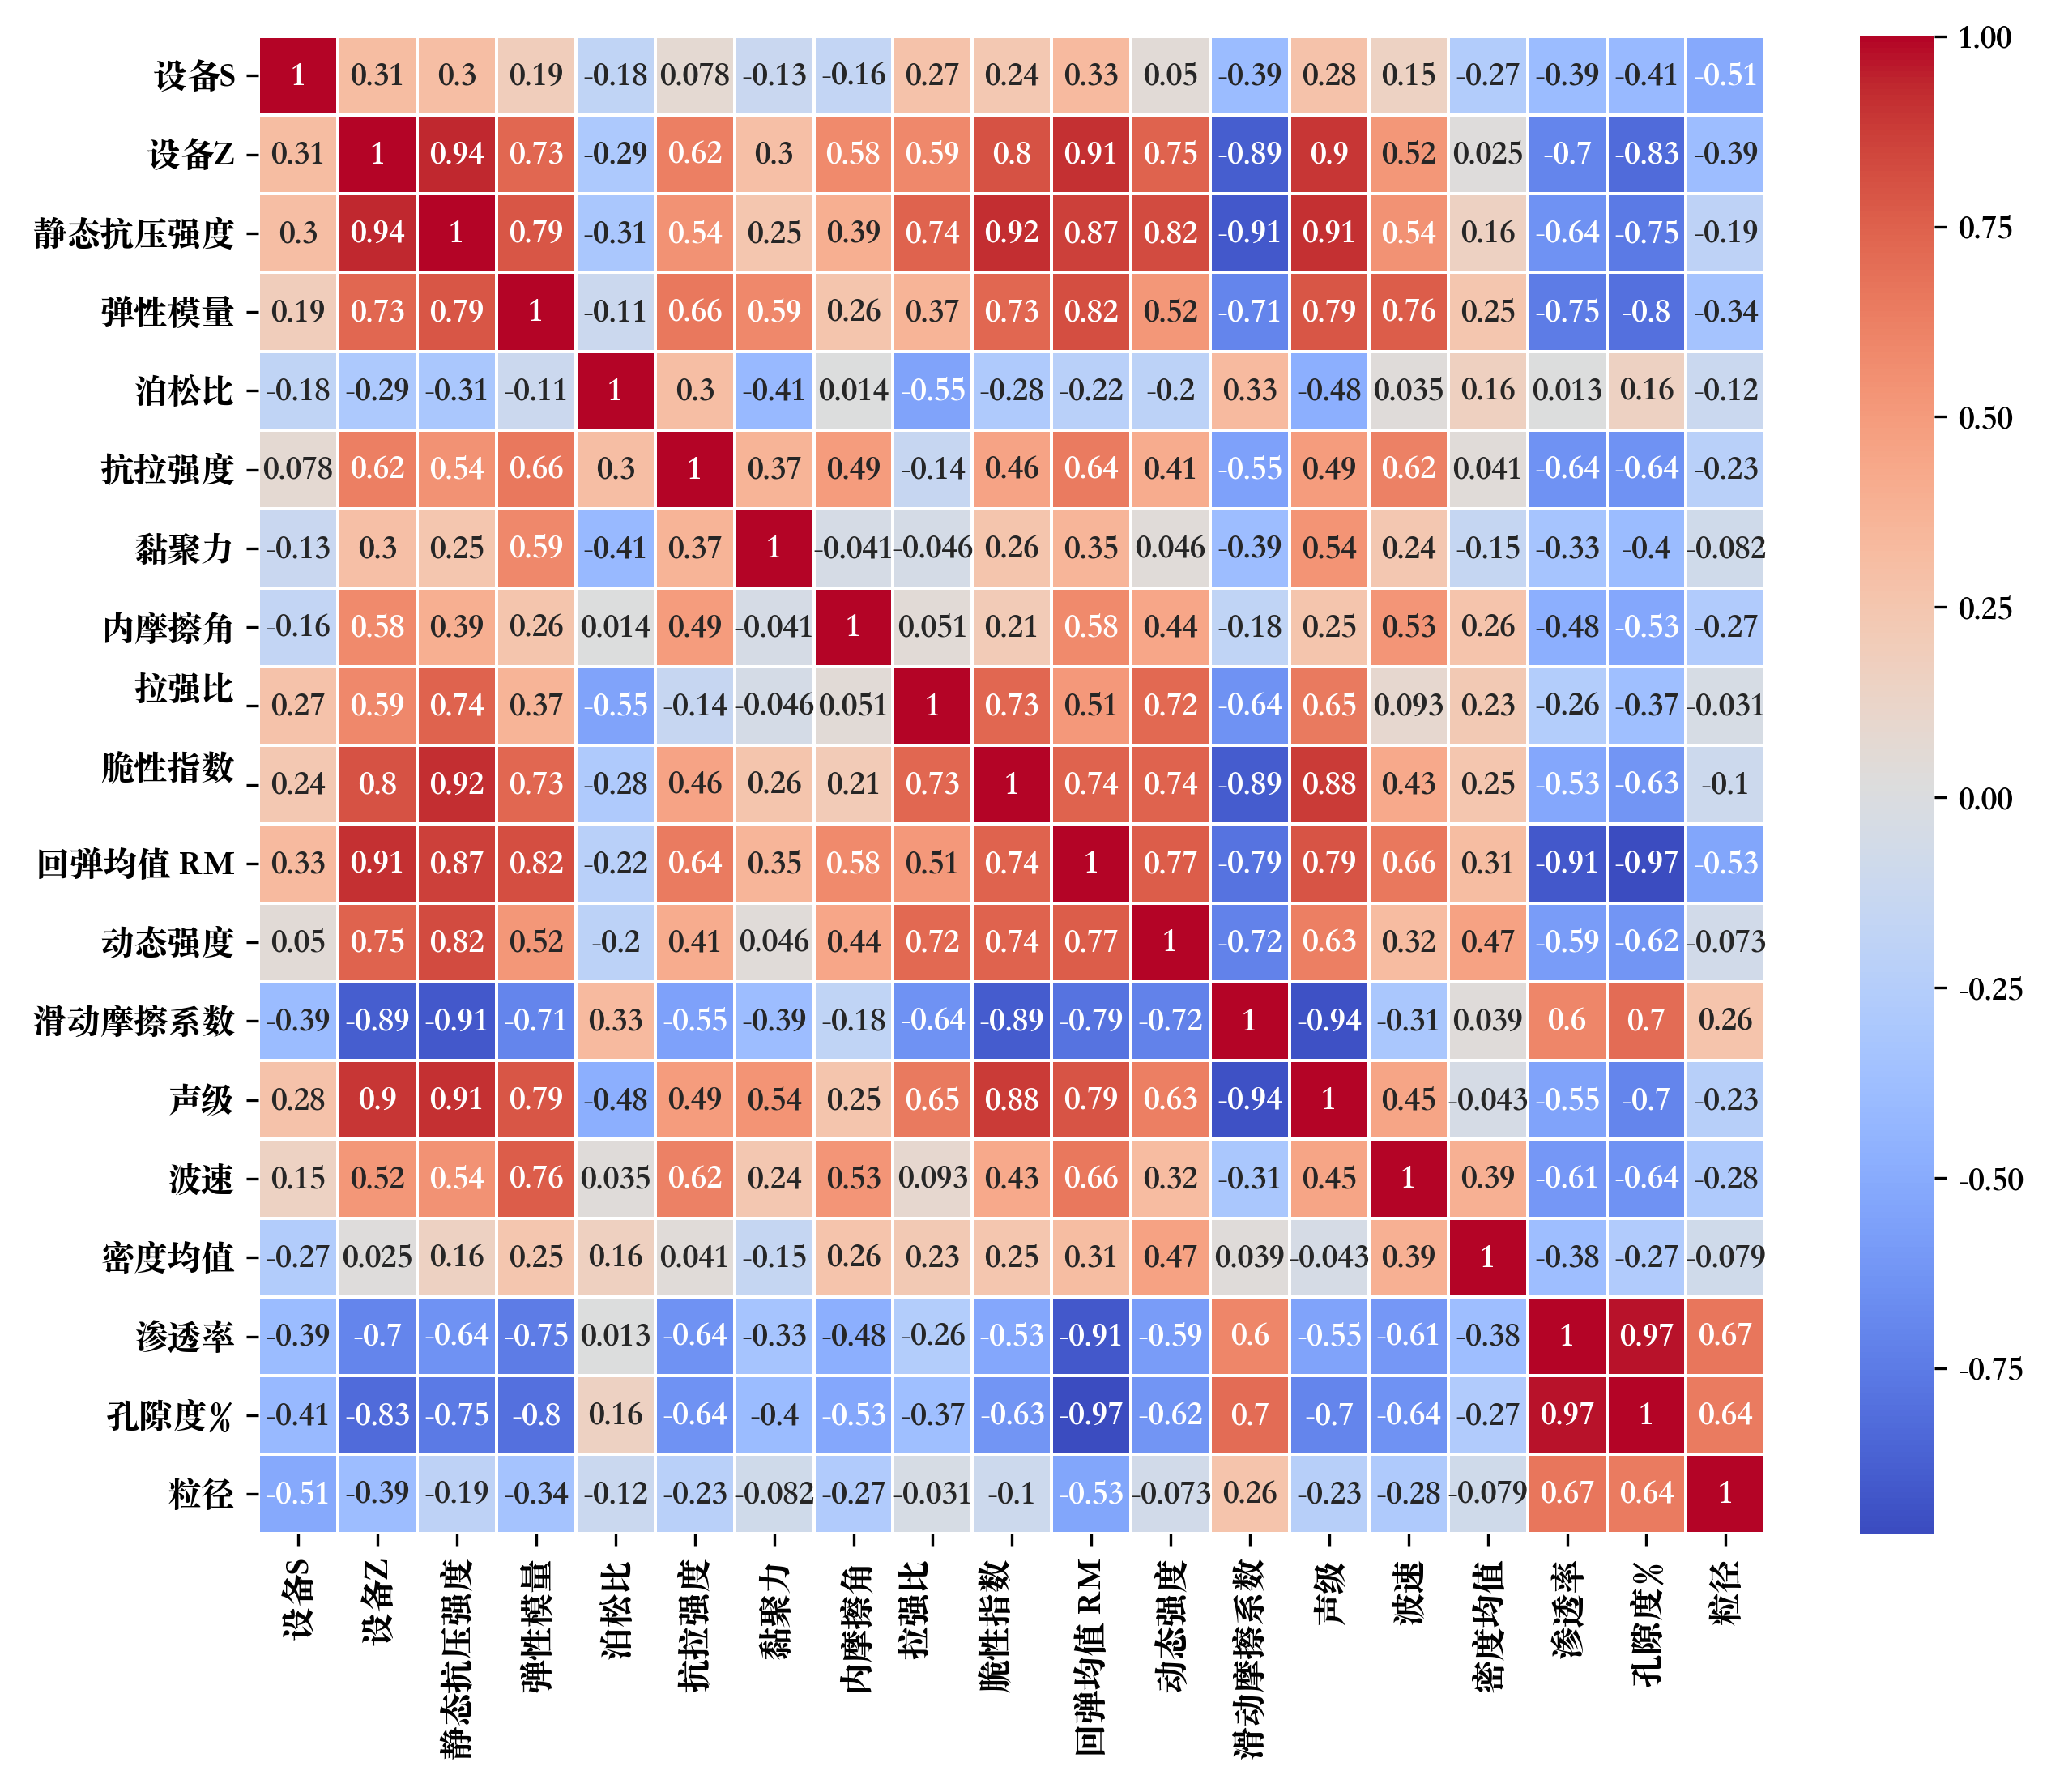 设备S 1 0.31 0.3 0.19 -0.18 0.078 -0.13 -0.16 0.27 0.24 0.33 0.05 -0.39 0.28 0.15 -0.27 -0.39 -0.41 -0.51
设备Z 0.31 1 0.94 0.73 -0.29 0.62 0.3 0.58 0.59 0.8 0.91 0.75 -0.89 0.9 0.52 0.025 -0.7 -0.83 -0.39
静态抗压强度 0.3 0.94 1 0.79 -0.31 0.54 0.25 0.39 0.74 0.92 0.87 0.82 -0.91 0.91 0.54 0.16 -0.64 -0.75 -0.19
弹性模量 0.19 0.73 0.79 1 -0.11 0.66 0.59 0.26 0.37 0.73 0.82 0.52 -0.71 0.79 0.76 0.25 -0.75 -0.8 -0.34
泊松比 -0.18 -0.29 -0.31 -0.11 1 0.3 -0.41 0.014 -0.55 -0.28 -0.22 -0.2 0.33 -0.48 0.035 0.16 0.013 0.16 -0.12
抗拉强度 0.078 0.62 0.54 0.66 0.3 1 0.37 0.49 -0.14 0.46 0.64 0.41 -0.55 0.49 0.62 0.041 -0.64 -0.64 -0.23
黏聚力 -0.13 0.3 0.25 0.59 -0.41 0.37 1 -0.041 -0.046 0.26 0.35 0.046 -0.39 0.54 0.24 -0.15 -0.33 -0.4 -0.082
内摩擦角 -0.16 0.58 0.39 0.26 0.014 0.49 -0.041 1 0.051 0.21 0.58 0.44 -0.18 0.25 0.53 0.26 -0.48 -0.53 -0.27
拉强比 0.27 0.59 0.74 0.37 -0.55 -0.14 -0.046 0.051 1 0.73 0.51 0.72 -0.64 0.65 0.093 0.23 -0.26 -0.37 -0.031
脆性指数 0.24 0.8 0.92 0.73 -0.28 0.46 0.26 0.21 0.73 1 0.74 0.74 -0.89 0.88 0.43 0.25 -0.53 -0.63 -0.1
回弹均值 RM 0.33 0.91 0.87 0.82 -0.22 0.64 0.35 0.58 0.51 0.74 1 0.77 -0.79 0.79 0.66 0.31 -0.91 -0.97 -0.53
动态强度 0.05 0.75 0.82 0.52 -0.2 0.41 0.046 0.44 0.72 0.74 0.77 1 -0.72 0.63 0.32 0.47 -0.59 -0.62 -0.073
滑动摩擦系数 -0.39 -0.89 -0.91 -0.71 0.33 -0.55 -0.39 -0.18 -0.64 -0.89 -0.79 -0.72 1 -0.94 -0.31 0.039 0.6 0.7 0.26
声级 0.28 0.9 0.91 0.79 -0.48 0.49 0.54 0.25 0.65 0.88 0.79 0.63 -0.94 1 0.45 -0.043 -0.55 -0.7 -0.23
波速 0.15 0.52 0.54 0.76 0.035 0.62 0.24 0.53 0.093 0.43 0.66 0.32 -0.31 0.45 1 0.39 -0.61 -0.64 -0.28
密度均值 -0.27 0.025 0.16 0.25 0.16 0.041 -0.15 0.26 0.23 0.25 0.31 0.47 0.039 -0.043 0.39 1 -0.38 -0.27 -0.079
渗透率 -0.39 -0.7 -0.64 -0.75 0.013 -0.64 -0.33 -0.48 -0.26 -0.53 -0.91 -0.59 0.6 -0.55 -0.61 -0.38 1 0.97 0.67
孔隙度% -0.41 -0.83 -0.75 -0.8 0.16 -0.64 -0.4 -0.53 -0.37 -0.63 -0.97 -0.62 0.7 -0.7 -0.64 -0.27 0.97 1 0.64
粒径 -0.51 -0.39 -0.19 -0.34 -0.12 -0.23 -0.082 -0.27 -0.031 -0.1 -0.53 -0.073 0.26 -0.23 -0.28 -0.079 0.67 0.64 1
设备S
设备Z
静态抗压强度
弹性模量
泊松比
抗拉强度
黏聚力
内摩擦角
拉强比
脆性指数
回弹均值 RM
动态强度
滑动摩擦系数
声级
波速
密度均值
渗透率
孔隙度%
粒径
1.00
0.75
0.50
0.25
0.00
-0.25
-0.50
-0.75